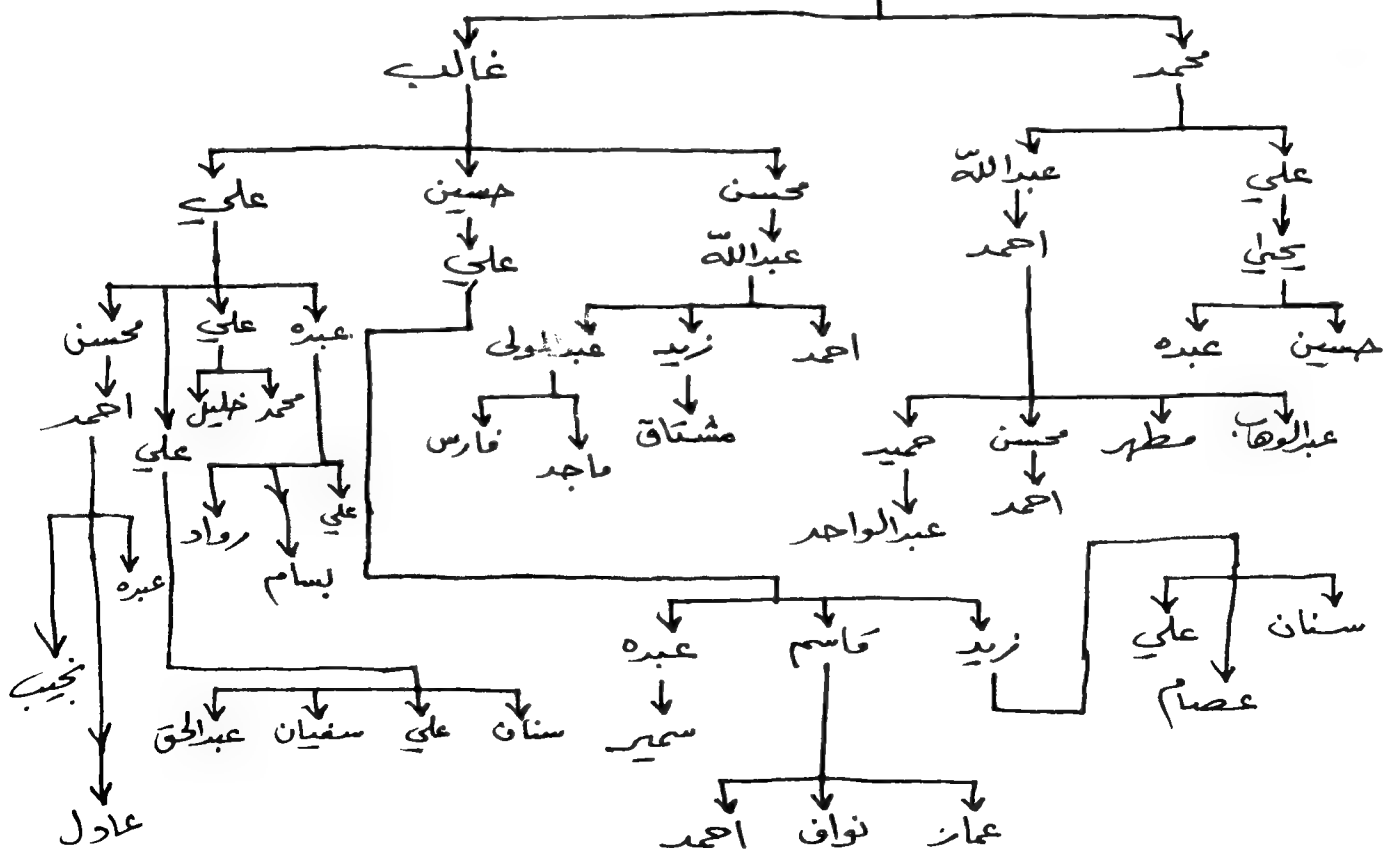 محمد
غالب
علي
عبدالله
محسن
حسين
علي
يحيى
احمد
عبدالله
علي
حسين
عبده
احمد
زيد
عبدالمولى
عبده
علي
محسن
عبدالوهاب
مطهر
محسن
حميد
مشتاق
ماجد
فارس
محمد
خليل
احمد
علي
احمد
عبدالواحد
علي
بسام
رواد
عبده
نجيب
عادل
سنان
علي
عصام
زيد
قاسم
عبده
سمير
سنان
علي
سفيان
عبدالحق
نواف
احمد